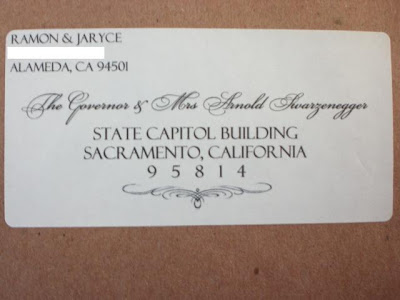 RAMON & JARYCE
ALAMEDA, CA 94501
The Governor & Mrs Arnold Swarzenegger
STATE CAPITOL BUILDING
SACRAMENTO, CALIFORNIA
9 5 8 1 4